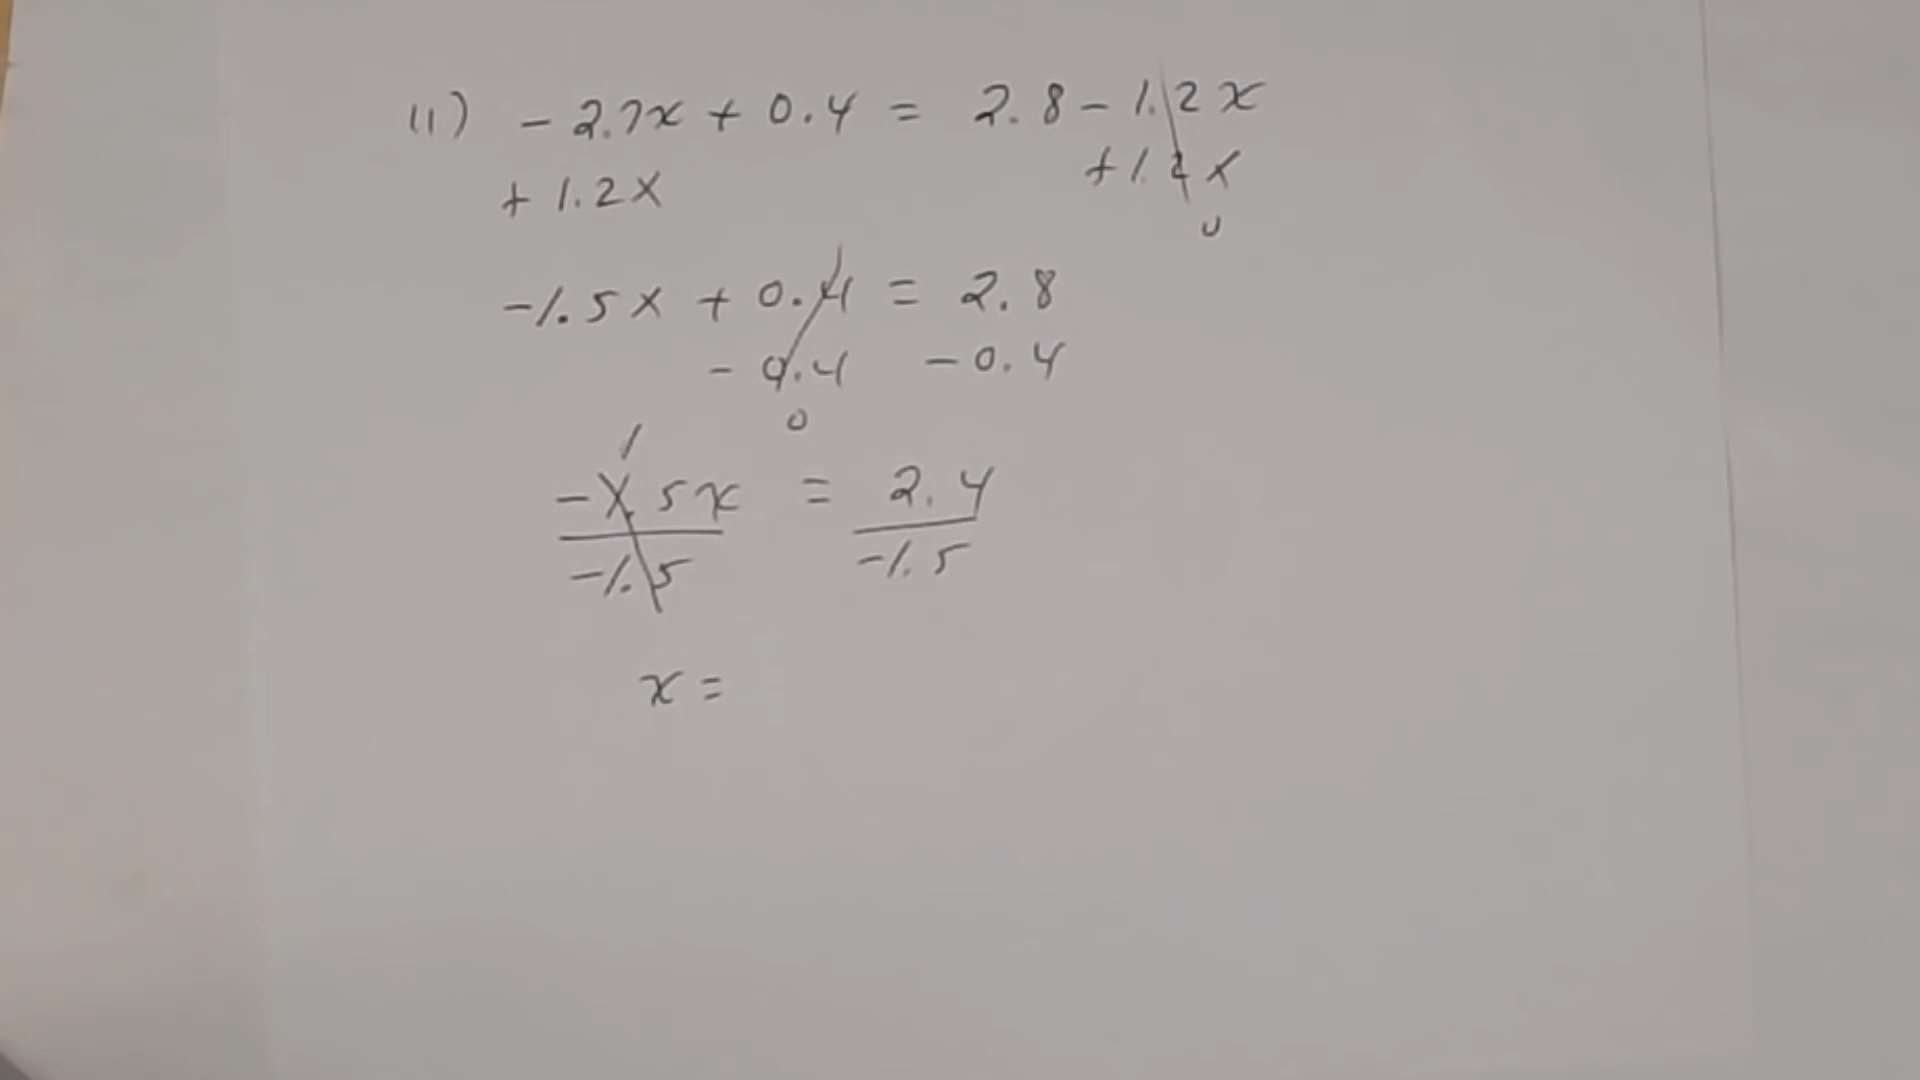 11) -2.7x + 0.4 = 2.8 - 1.2x
+ 1.2x +1.2x
0
-1.5x + 0.4 = 2.8
- 0.4 -0.4
0
1
-1.5x = 2.4
-1.5 -1.5
x =